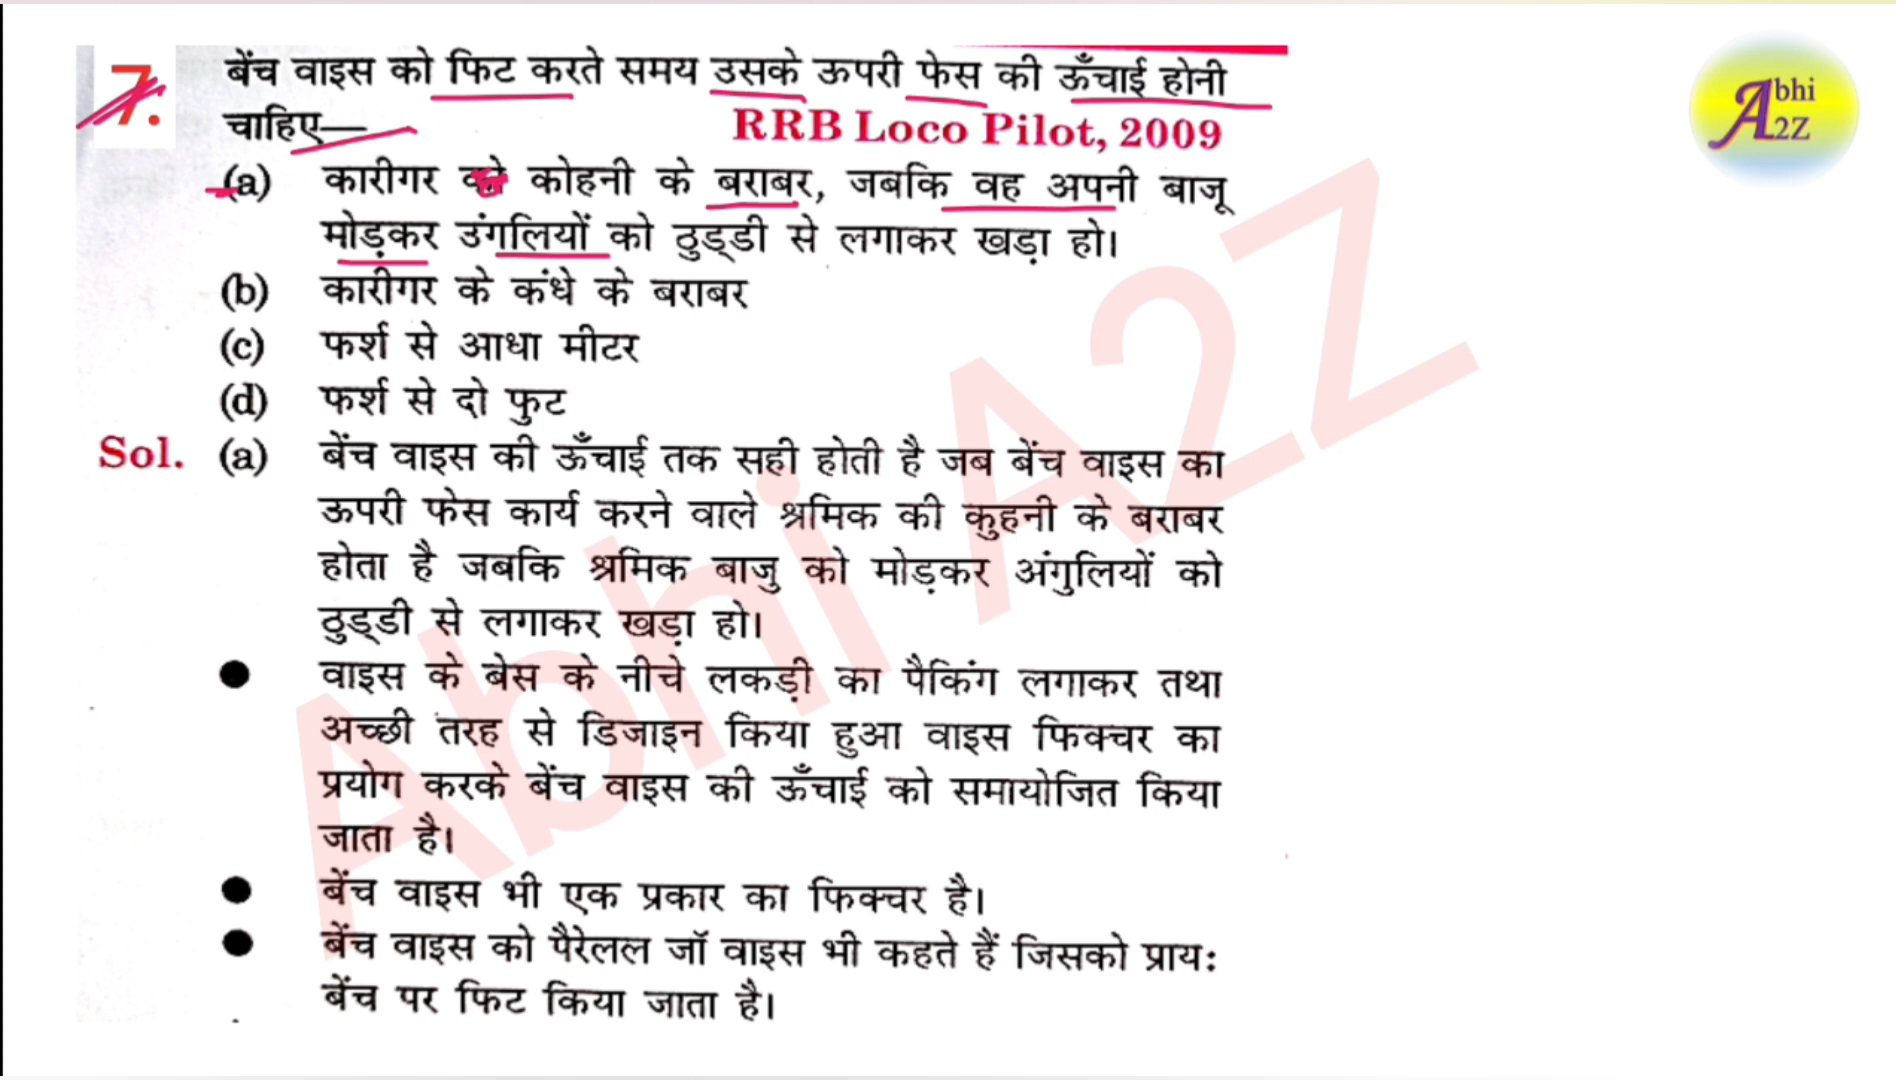 7. बेंच वाइस को फिट करते समय उसके ऊपरी फेस की ऊँचाई होनी
चाहिए— RRB Loco Pilot, 2009
(a) कारीगर को कोहनी के बराबर, जबकि वह अपनी बाजू
मोड़कर उंगलियों को ठुड्डी से लगाकर खड़ा हो।
(b) कारीगर के कंधे के बराबर
(c) फर्श से आधा मीटर
(d) फर्श से दो फुट
Sol. (a) बेंच वाइस की ऊँचाई तक सही होती है जब बेंच वाइस का
ऊपरी फेस कार्य करने वाले श्रमिक की कुहनी के बराबर
होता है जबकि श्रमिक बाजु को मोड़कर अंगुलियों को
ठुड्डी से लगाकर खड़ा हो।
● वाइस के बेस के नीचे लकड़ी का पैकिंग लगाकर तथा
अच्छी तरह से डिजाइन किया हुआ वाइस फिक्चर का
प्रयोग करके बेंच वाइस की ऊँचाई को समायोजित किया
जाता है।
● बेंच वाइस भी एक प्रकार का फिक्चर है।
● बेंच वाइस को पैरेलल जॉ वाइस भी कहते हैं जिसको प्रायः
बेंच पर फिट किया जाता है।
Abhi A2Z
Abhi
2Z